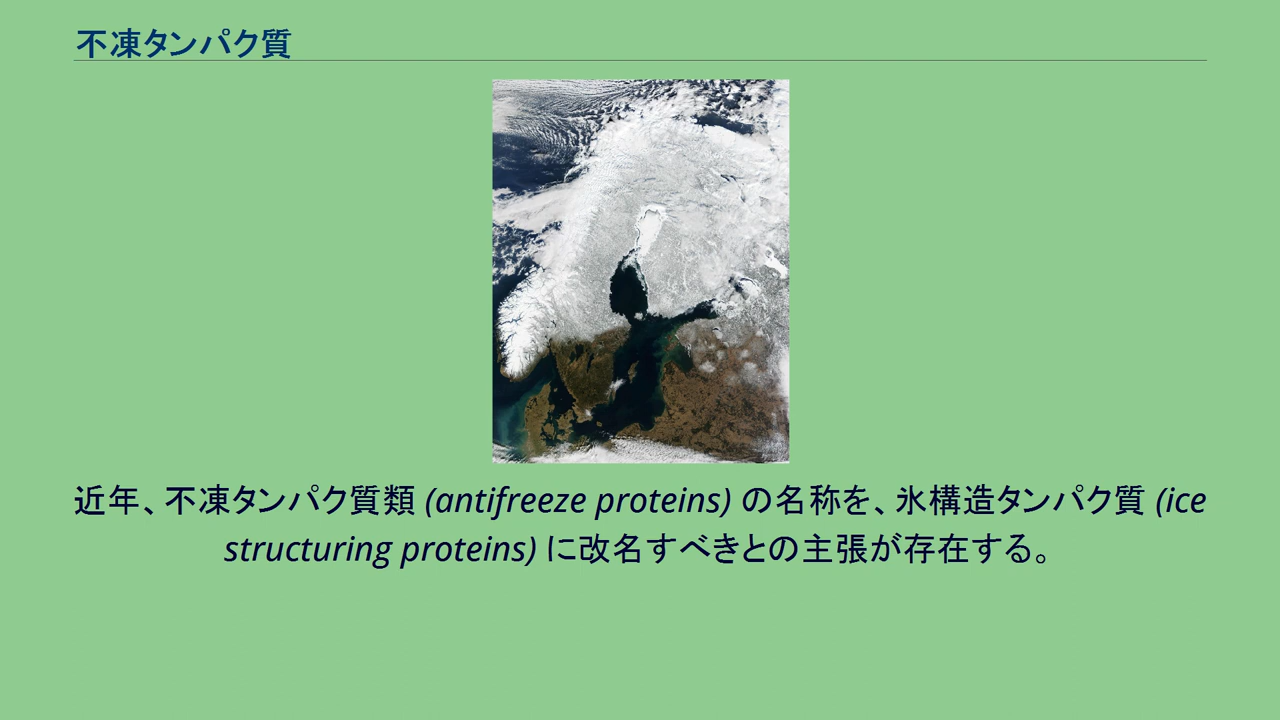 不凍タンパク質
近年、不凍タンパク質類 (antifreeze proteins) の名称を、氷構造タンパク質 (ice
structuring proteins) に改名すべきとの主張が存在する。